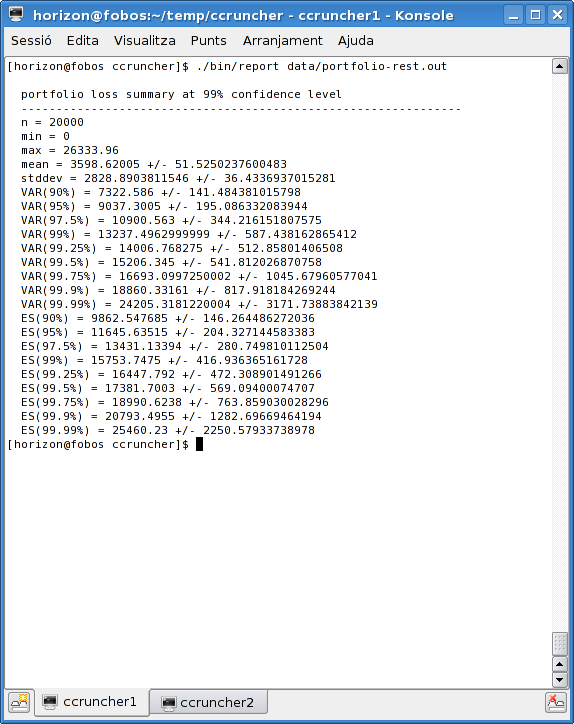 horizon@fobos:~/temp/ccruncher - ccruncher1 - Konsole
Sessió Edita Visualitza Punts Arranjament Ajuda
[horizon@fobos ccruncher]$ ./bin/report data/portfolio-rest.out
portfolio loss summary at 99% confidence level
----------------------------------------------------------------
n = 20000
min = 0
max = 26333.96
mean = 3598.62005 +/- 51.5250237600483
stddev = 2828.8903811546 +/- 36.4336937015281
VAR(90%) = 7322.586 +/- 141.484381015798
VAR(95%) = 9037.3005 +/- 195.086332083944
VAR(97.5%) = 10900.563 +/- 344.216151807575
VAR(99%) = 13237.4962999999 +/- 587.438162865412
VAR(99.25%) = 14006.768275 +/- 512.85801406508
VAR(99.5%) = 15206.345 +/- 541.812026870758
VAR(99.75%) = 16693.0997250002 +/- 1045.67960577041
VAR(99.9%) = 18860.33161 +/- 817.918184269244
VAR(99.99%) = 24205.3181220004 +/- 3171.73883842139
ES(90%) = 9862.547685 +/- 146.264486272036
ES(95%) = 11645.63515 +/- 204.327144583383
ES(97.5%) = 13431.13394 +/- 280.749810112504
ES(99%) = 15753.7475 +/- 416.936365161728
ES(99.25%) = 16447.792 +/- 472.308901491266
ES(99.5%) = 17381.7003 +/- 569.09400074707
ES(99.75%) = 18990.6238 +/- 763.859030028296
ES(99.9%) = 20793.4955 +/- 1282.69669464194
ES(99.99%) = 25460.23 +/- 2250.57933738978
[horizon@fobos ccruncher]$
ccruncher1 ccruncher2